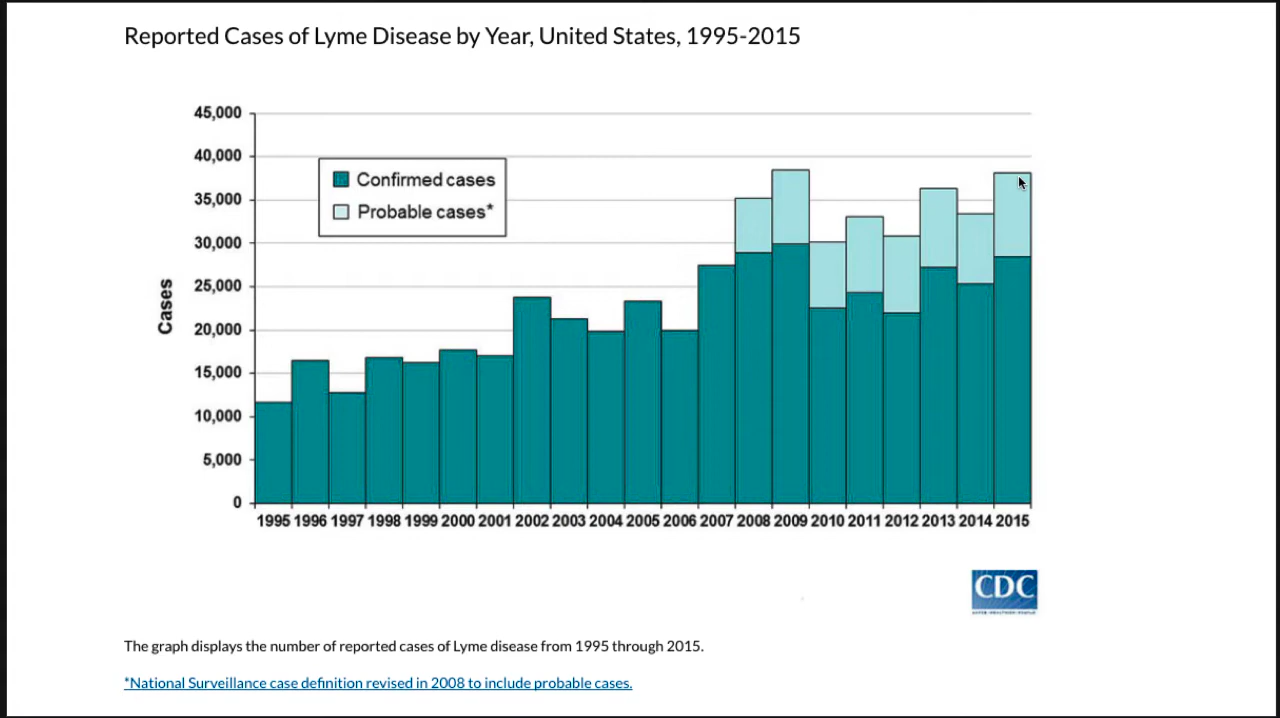 Reported Cases of Lyme Disease by Year, United States, 1995-2015
45,000
40,000
35,000
30,000
25,000
20,000
15,000
10,000
5,000
0
Cases
Confirmed cases
Probable cases*
1995 1996 1997 1998 1999 2000 2001 2002 2003 2004 2005 2006 2007 2008 2009 2010 2011 2012 2013 2014 2015
CDC
The graph displays the number of reported cases of Lyme disease from 1995 through 2015.
*National Surveillance case definition revised in 2008 to include probable cases.